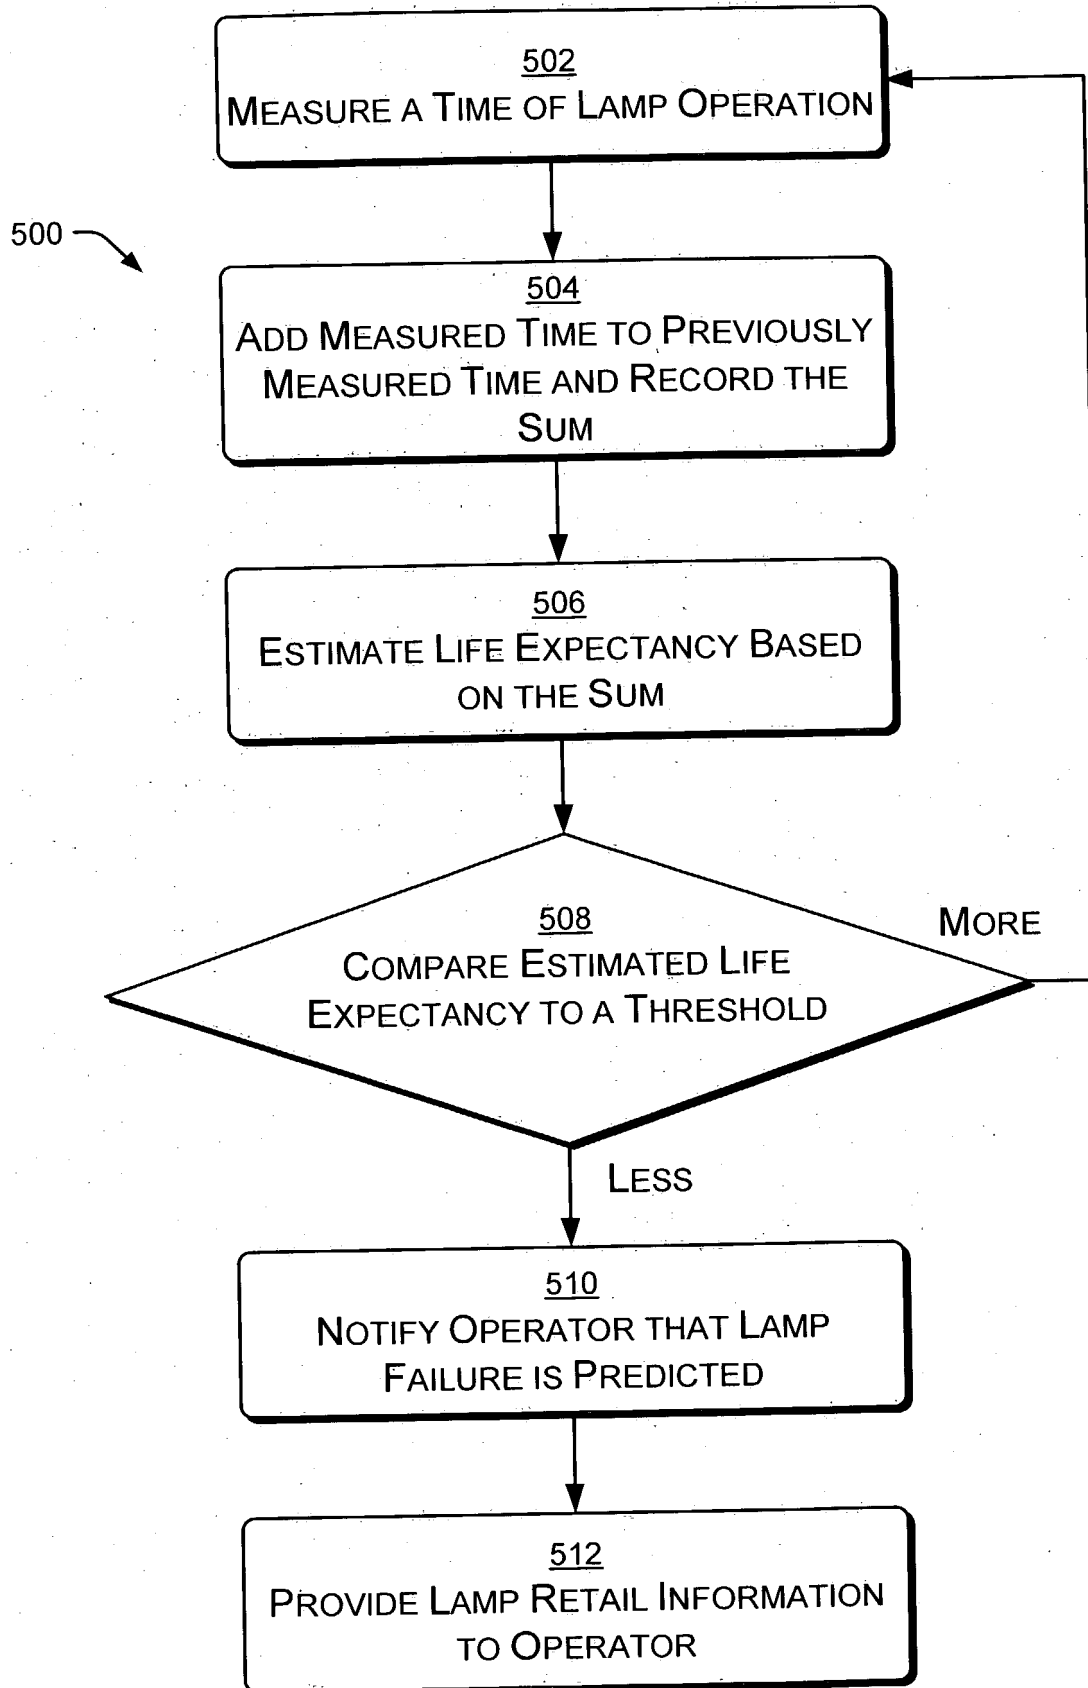 502
MEASURE A TIME OF LAMP OPERATION
500
504
ADD MEASURED TIME TO PREVIOUSLY
MEASURED TIME AND RECORD THE
SUM
506
ESTIMATE LIFE EXPECTANCY BASED
ON THE SUM
508
COMPARE ESTIMATED LIFE
EXPECTANCY TO A THRESHOLD
MORE
LESS
510
NOTIFY OPERATOR THAT LAMP
FAILURE IS PREDICTED
512
PROVIDE LAMP RETAIL INFORMATION
TO OPERATOR